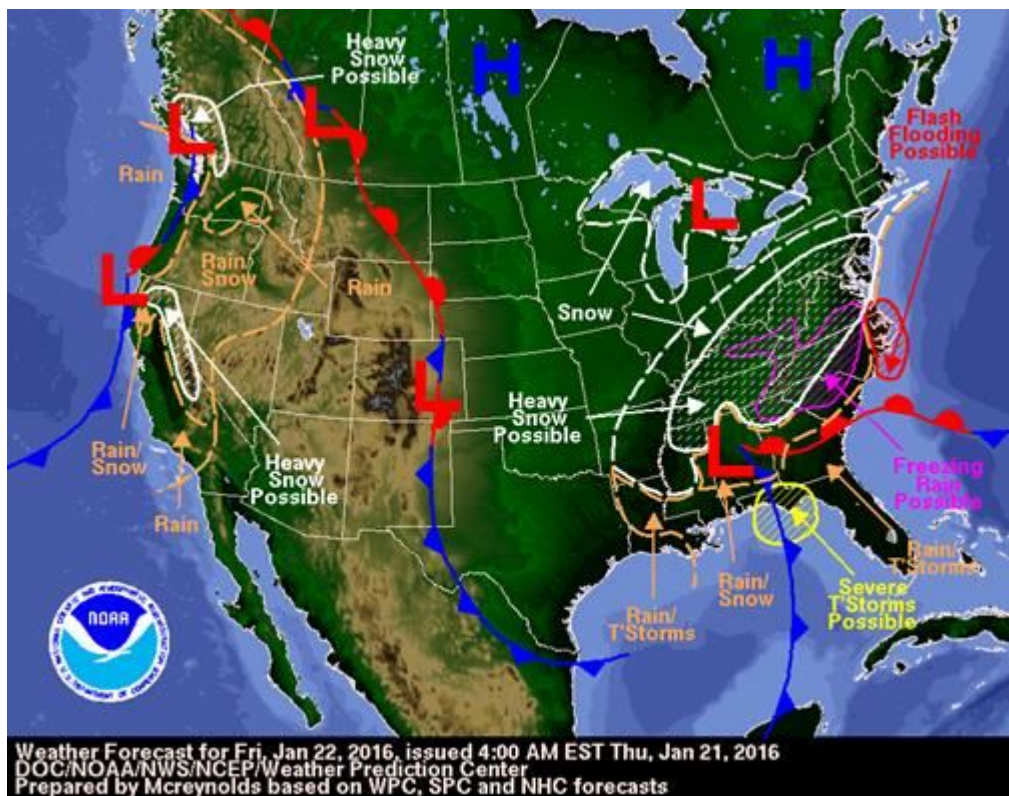 Heavy
Snow
Possible
H
H
L
L
Flash
Flooding
Possible
Rain
L
Rain/
Snow
Rain
L
Snow
L
Heavy
Snow
Possible
Rain/
Snow
Heavy
Snow
Possible
L
Freezing
Rain
Possible
Rain
Rain/
T'Storms
Rain/
Snow
Rain/
T'Storms
Severe
T'Storms
Possible
NOAA
Weather Forecast for Fri, Jan 22, 2016, issued 4:00 AM EST Thu, Jan 21, 2016
DOC/NOAA/NWS/NCEP/Weather Prediction Center
Prepared by Mcreynolds based on WPC, SPC and NHC forecasts